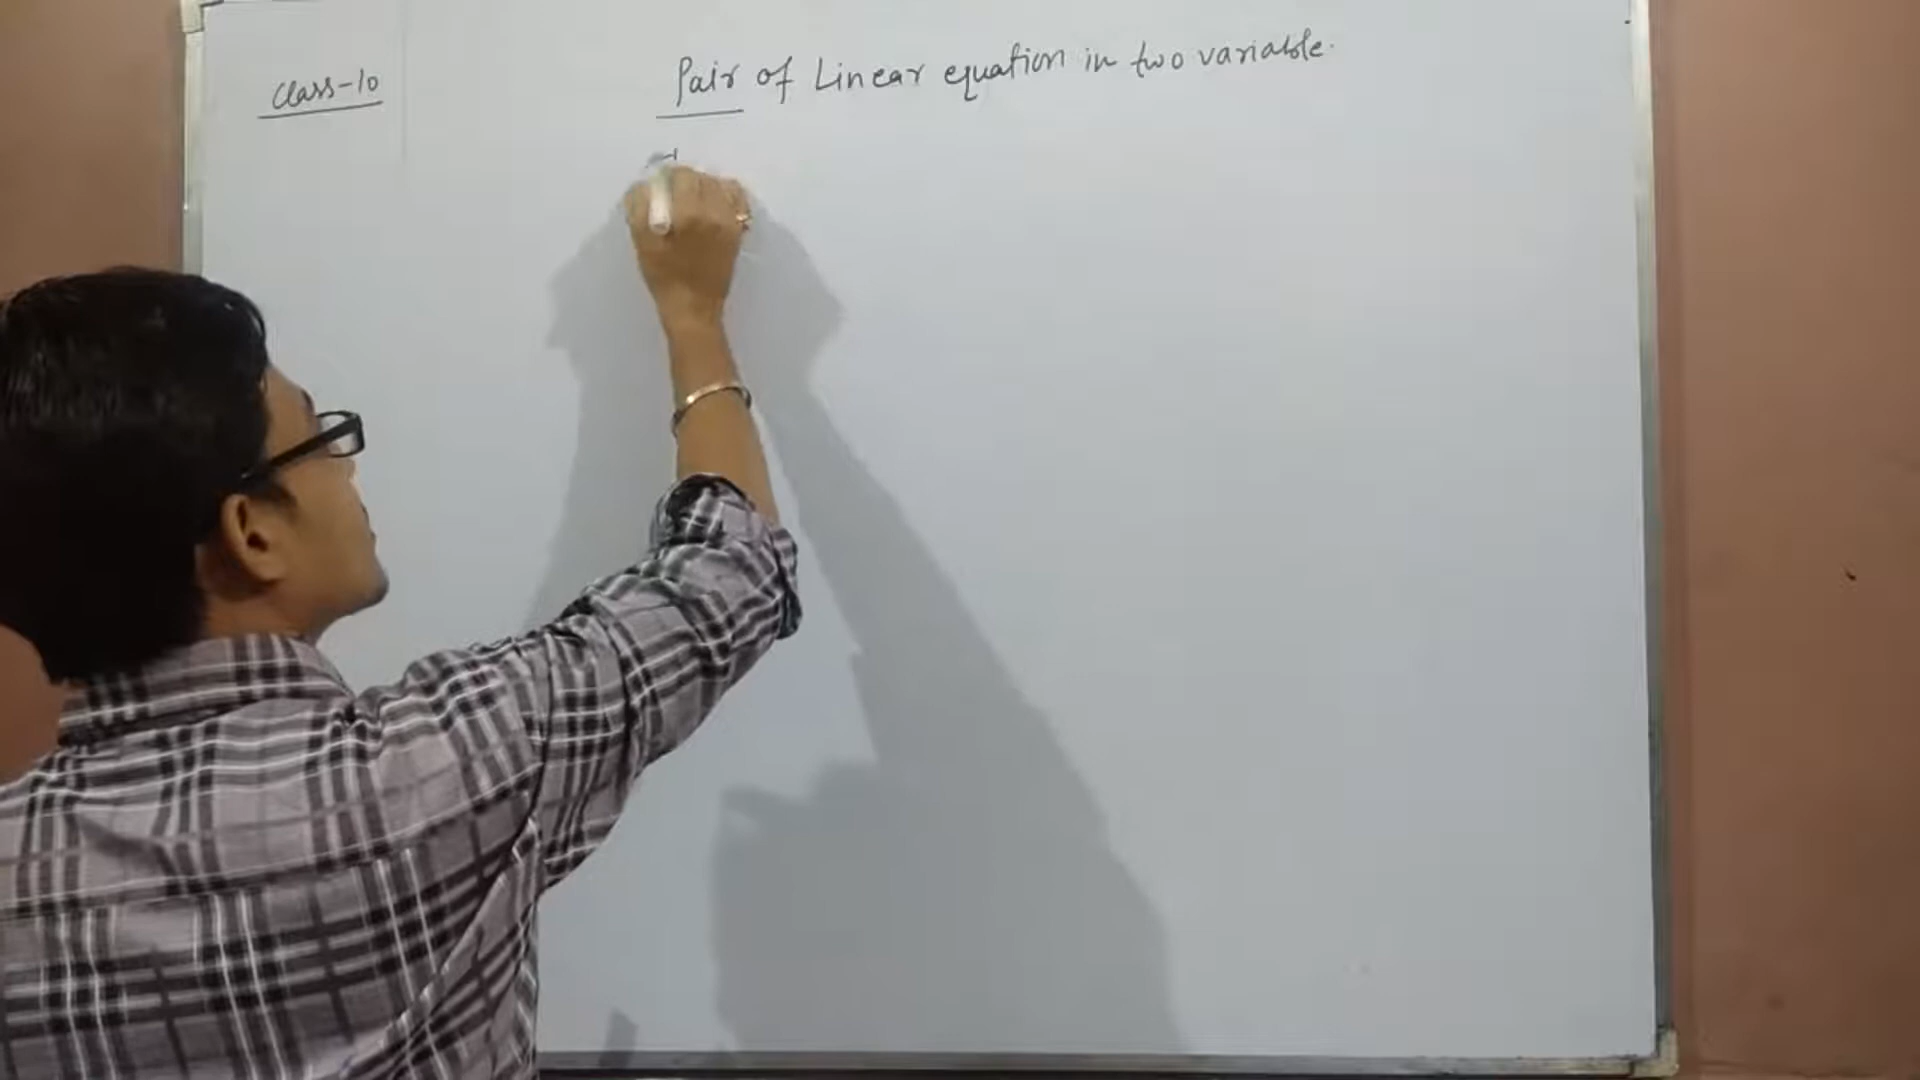 Class-10
Pair of Linear equation in two variable.